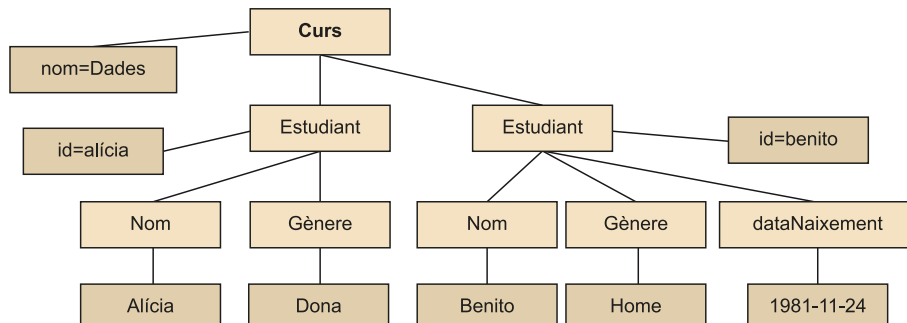 Curs
nom=Dades
Estudiant
Estudiant
id=alícia
id=benito
Nom
Gènere
Nom
Gènere
dataNaixement
Alícia
Dona
Benito
Home
1981-11-24